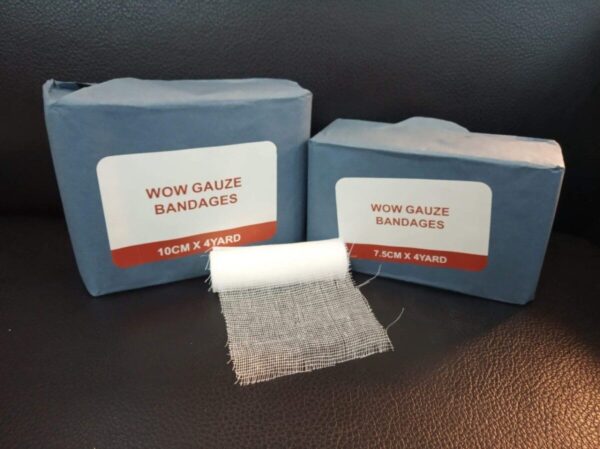 WOW GAUZE
BANDAGES
10CM X 4YARD
WOW GAUZE
BANDAGES
7.5CM X 4YARD